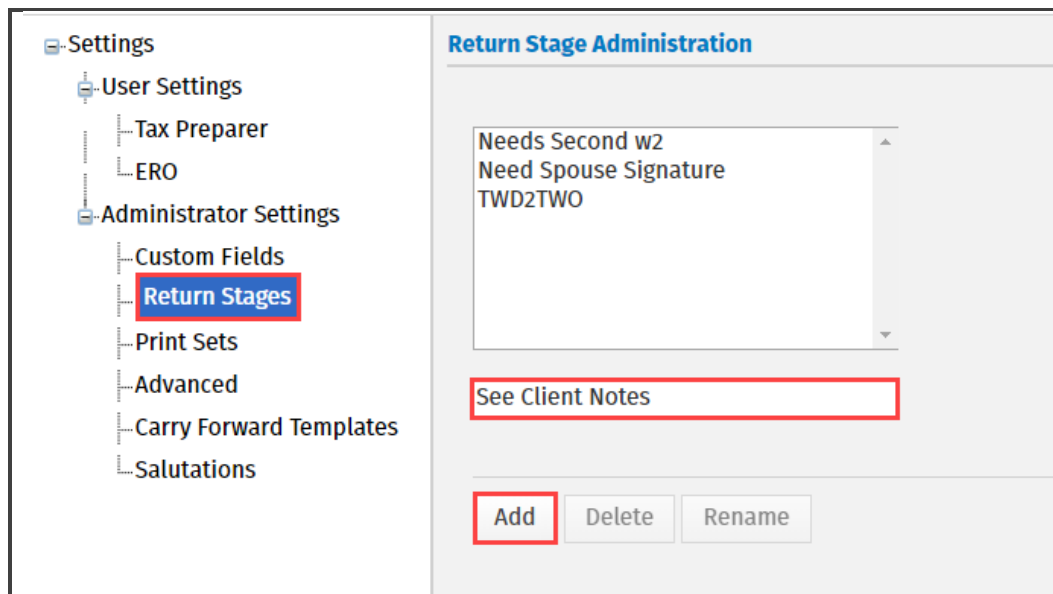 Settings
User Settings
Tax Preparer
ERO
Administrator Settings
Custom Fields
Return Stages
Print Sets
Advanced
Carry Forward Templates
Salutations
Return Stage Administration
Needs Second w2
Need Spouse Signature
TWD2TWO
See Client Notes
Add Delete Rename